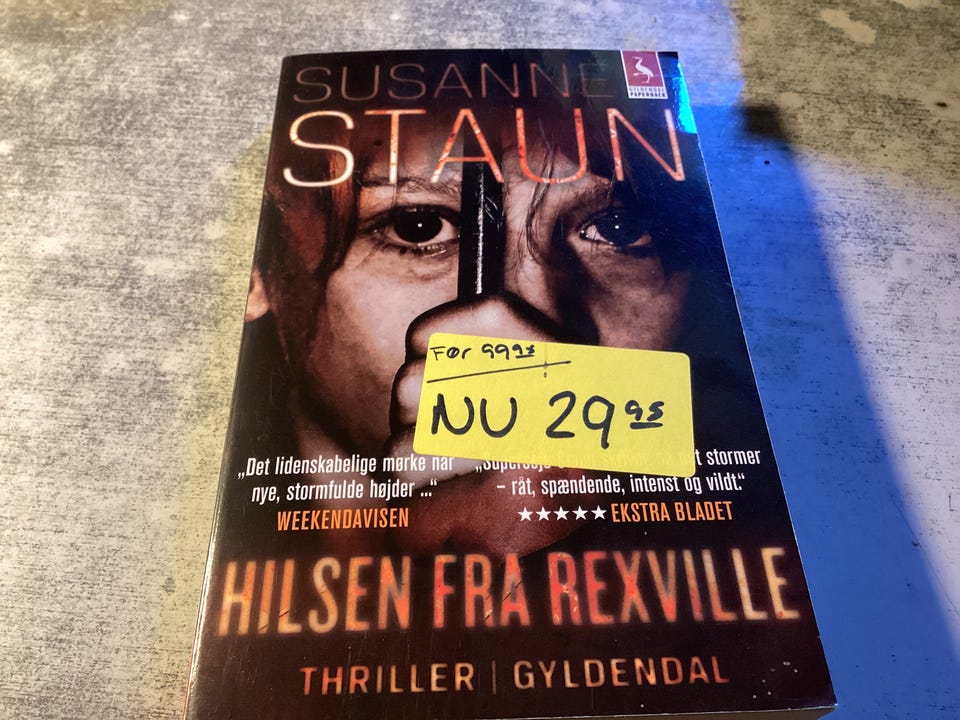 SUSANNE
STAUN
GYLDENDAL
PAPERBACK
Før 99 95
NU 29 95
„Det lidenskabelige mørke når
nye, stormfulde højder ..."
WEEKENDAVISEN
stormer
– råt, spændende, intenst og vildt."
★★★★★ EKSTRA BLADET
HILSEN FRA REXVILLE
THRILLER | GYLDENDAL